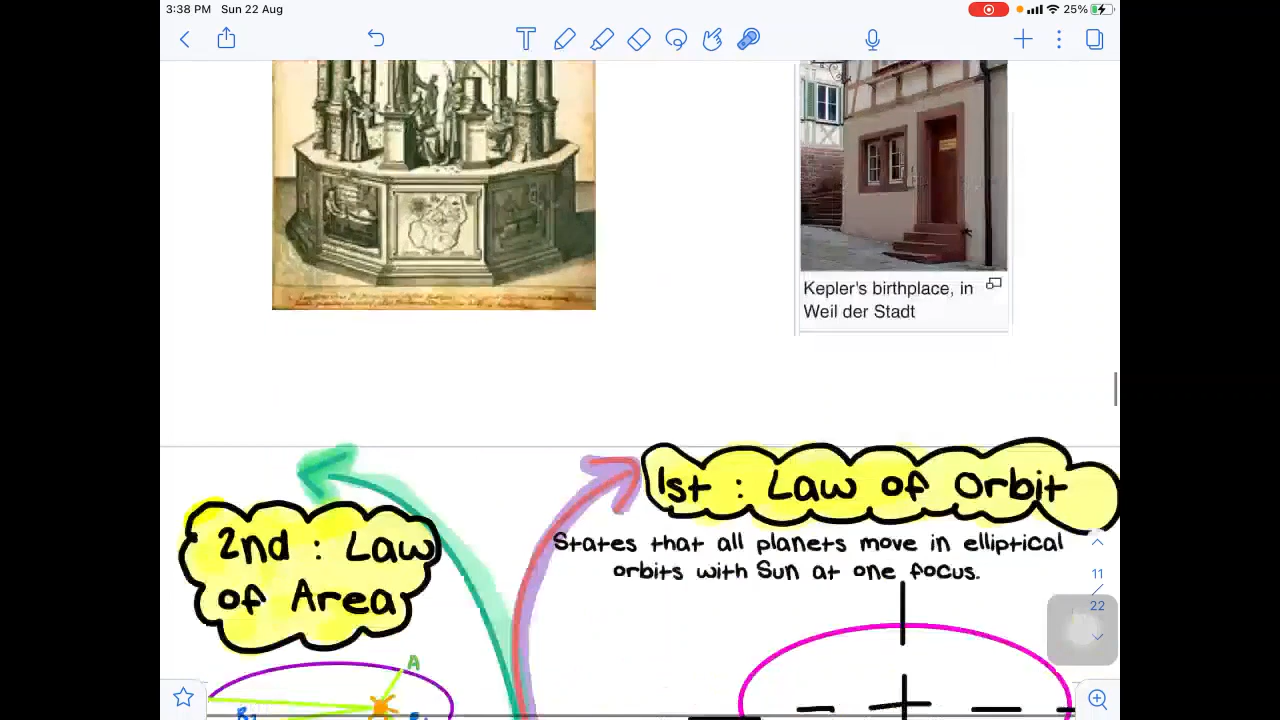 3:38 PM Sun 22 Aug
25%
Kepler's birthplace, in
Weil der Stadt
1st : Law of Orbit
States that all planets move in elliptical
orbits with Sun at one focus.
2nd : Law
of Area
A
11
22